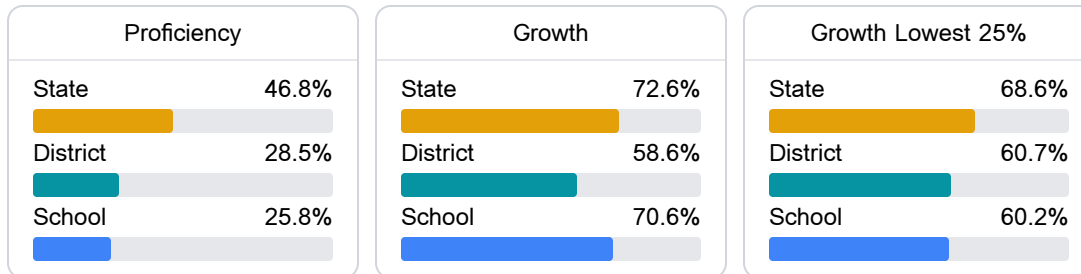 Proficiency
State 46.8%
District 28.5%
School 25.8%
Growth
State 72.6%
District 58.6%
School 70.6%
Growth Lowest 25%
State 68.6%
District 60.7%
School 60.2%